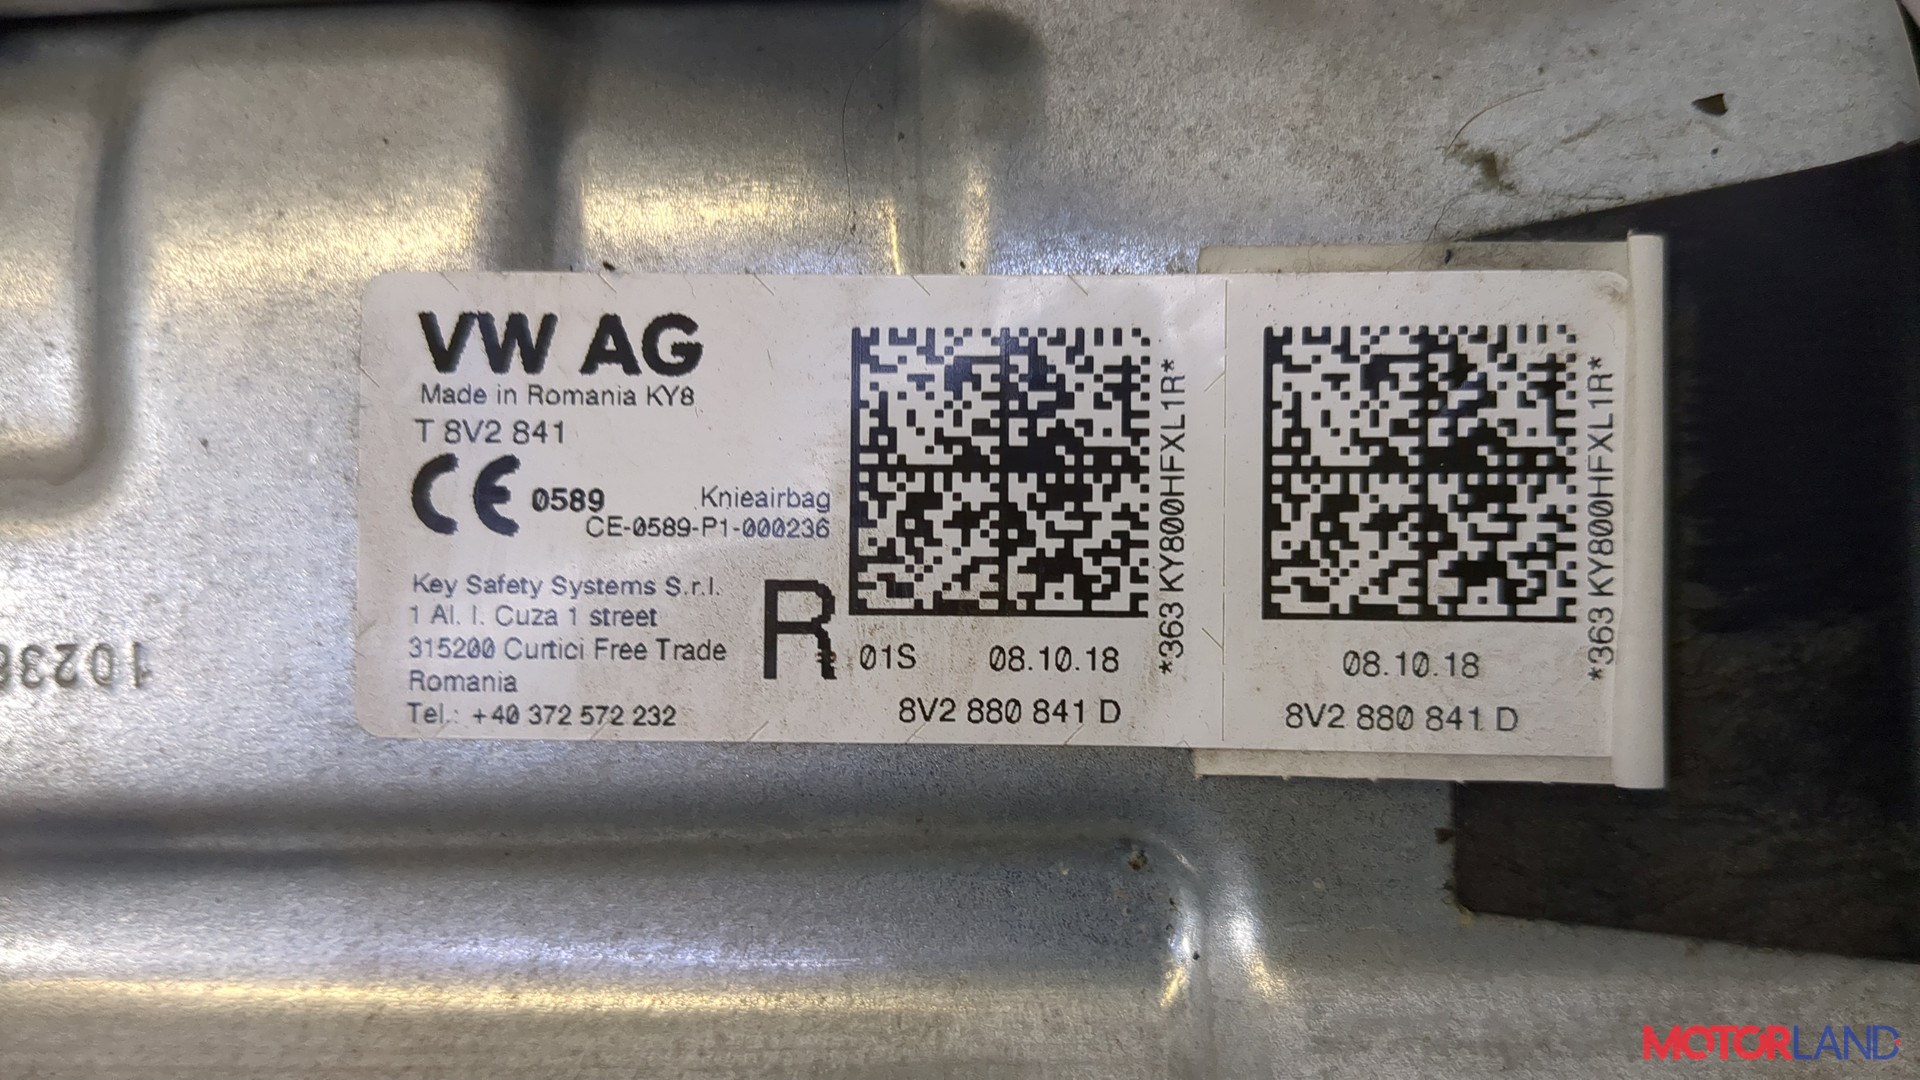 VW AG
Made in Romania KY8
T 8V2 841
CE 0589
Knieairbag
CE-0589-P1-000236
Key Safety Systems S.r.l.
1 Al. I. Cuza 1 street
315200 Curtici Free Trade
Romania
Tel.: +40 372 572 232
R
01S 08.10.18
8V2 880 841 D
*363 KY800HFXL1R*
08.10.18
8V2 880 841 D
*363 KY800HFXL1R*
MOTORLAND